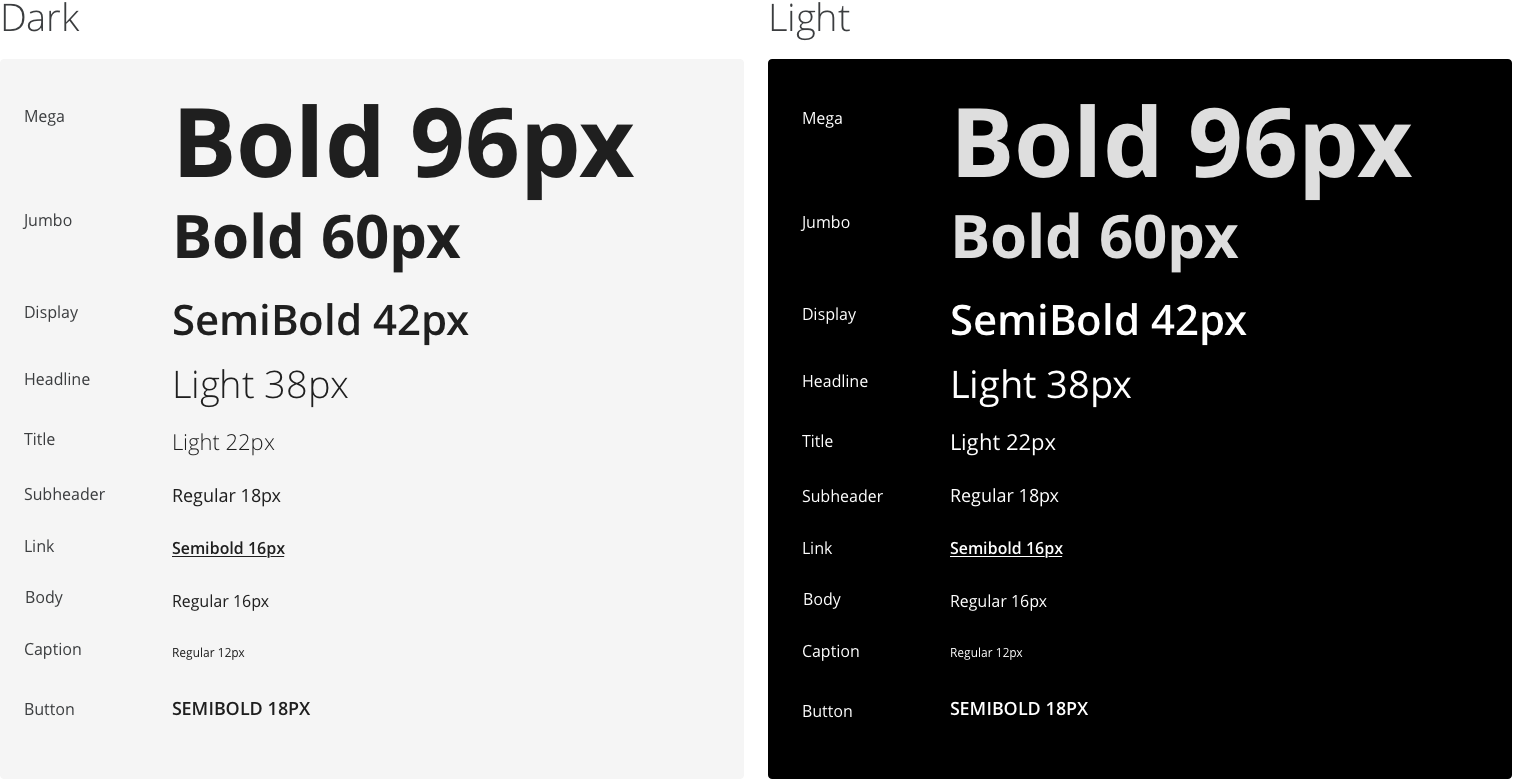 Dark
Mega Bold 96px
Jumbo Bold 60px
Display SemiBold 42px
Headline Light 38px
Title Light 22px
Subheader Regular 18px
Link Semibold 16px
Body Regular 16px
Caption Regular 12px
Button SEMIBOLD 18PX
Light
Mega Bold 96px
Jumbo Bold 60px
Display SemiBold 42px
Headline Light 38px
Title Light 22px
Subheader Regular 18px
Link Semibold 16px
Body Regular 16px
Caption Regular 12px
Button SEMIBOLD 18PX